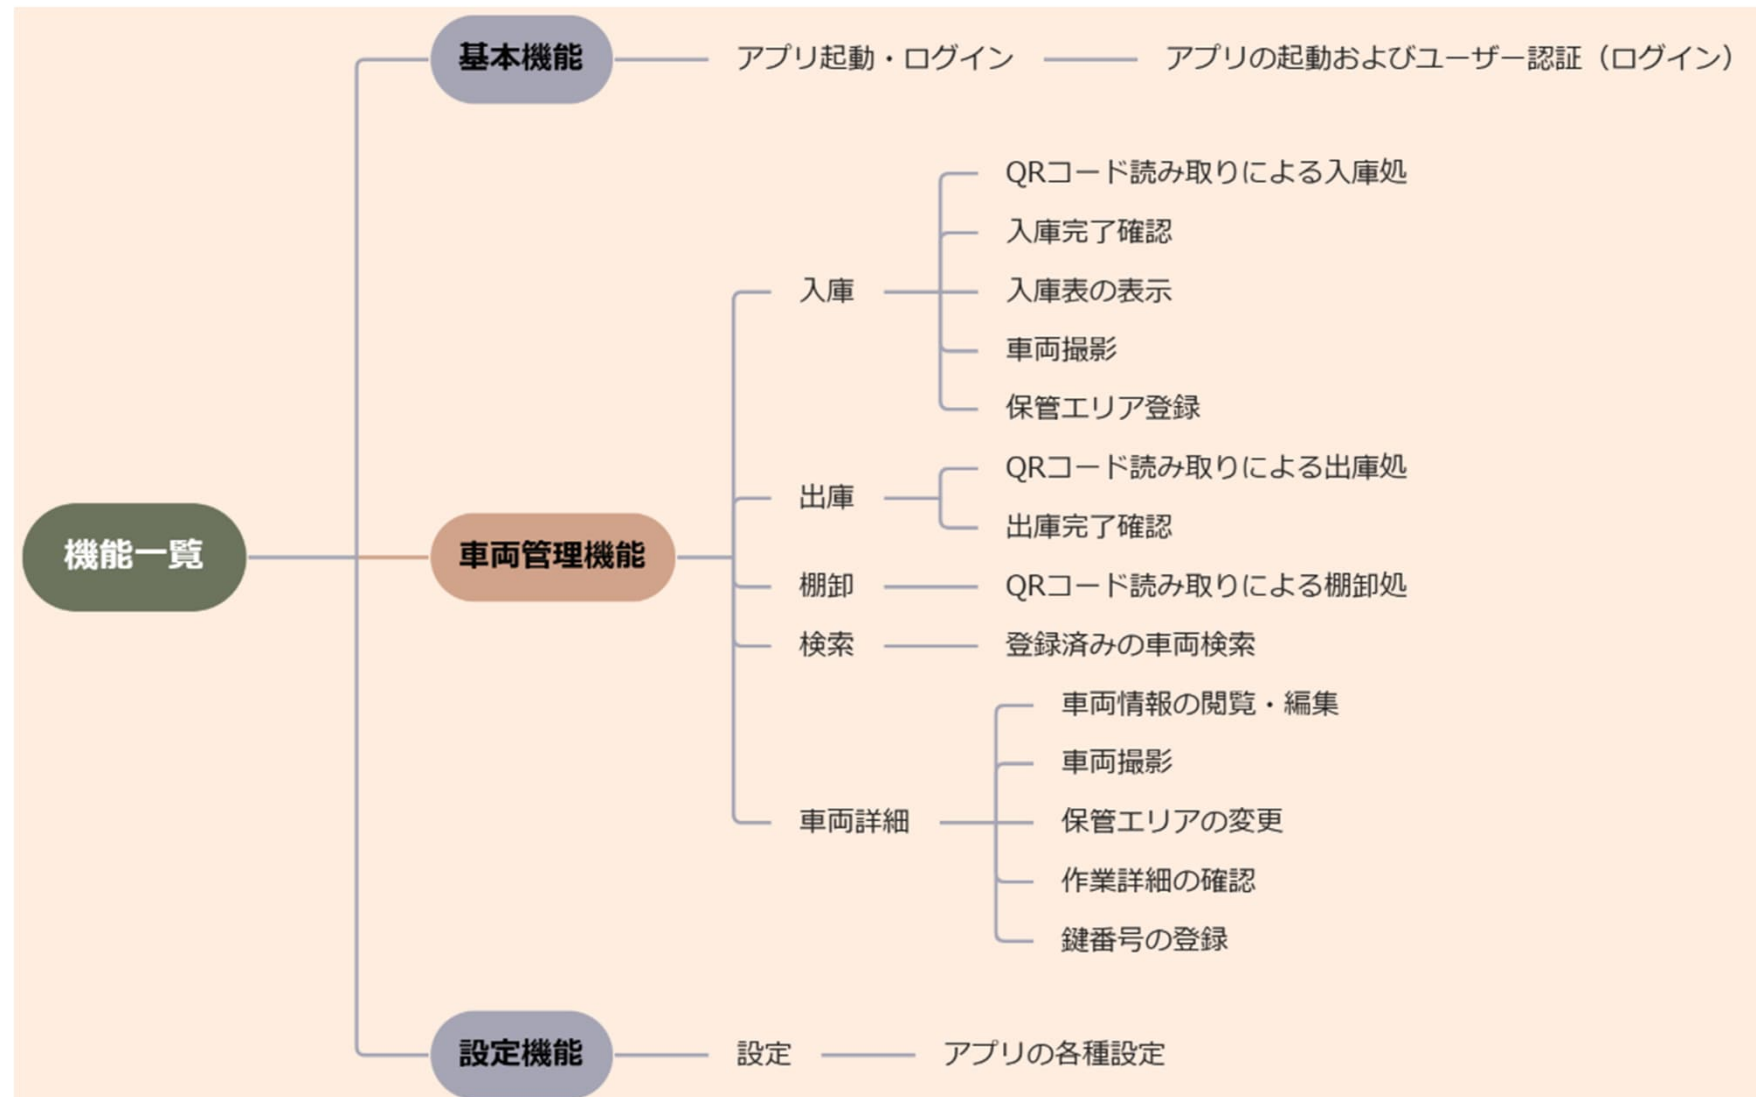 機能一覧
基本機能
アプリ起動・ログイン
アプリの起動およびユーザー認証（ログイン）
車両管理機能
入庫
QRコード読み取りによる入庫処
入庫完了確認
入庫表の表示
車両撮影
保管エリア登録
出庫
QRコード読み取りによる出庫処
出庫完了確認
棚卸
QRコード読み取りによる棚卸処
検索
登録済みの車両検索
車両詳細
車両情報の閲覧・編集
車両撮影
保管エリアの変更
作業詳細の確認
鍵番号の登録
設定機能
設定
アプリの各種設定